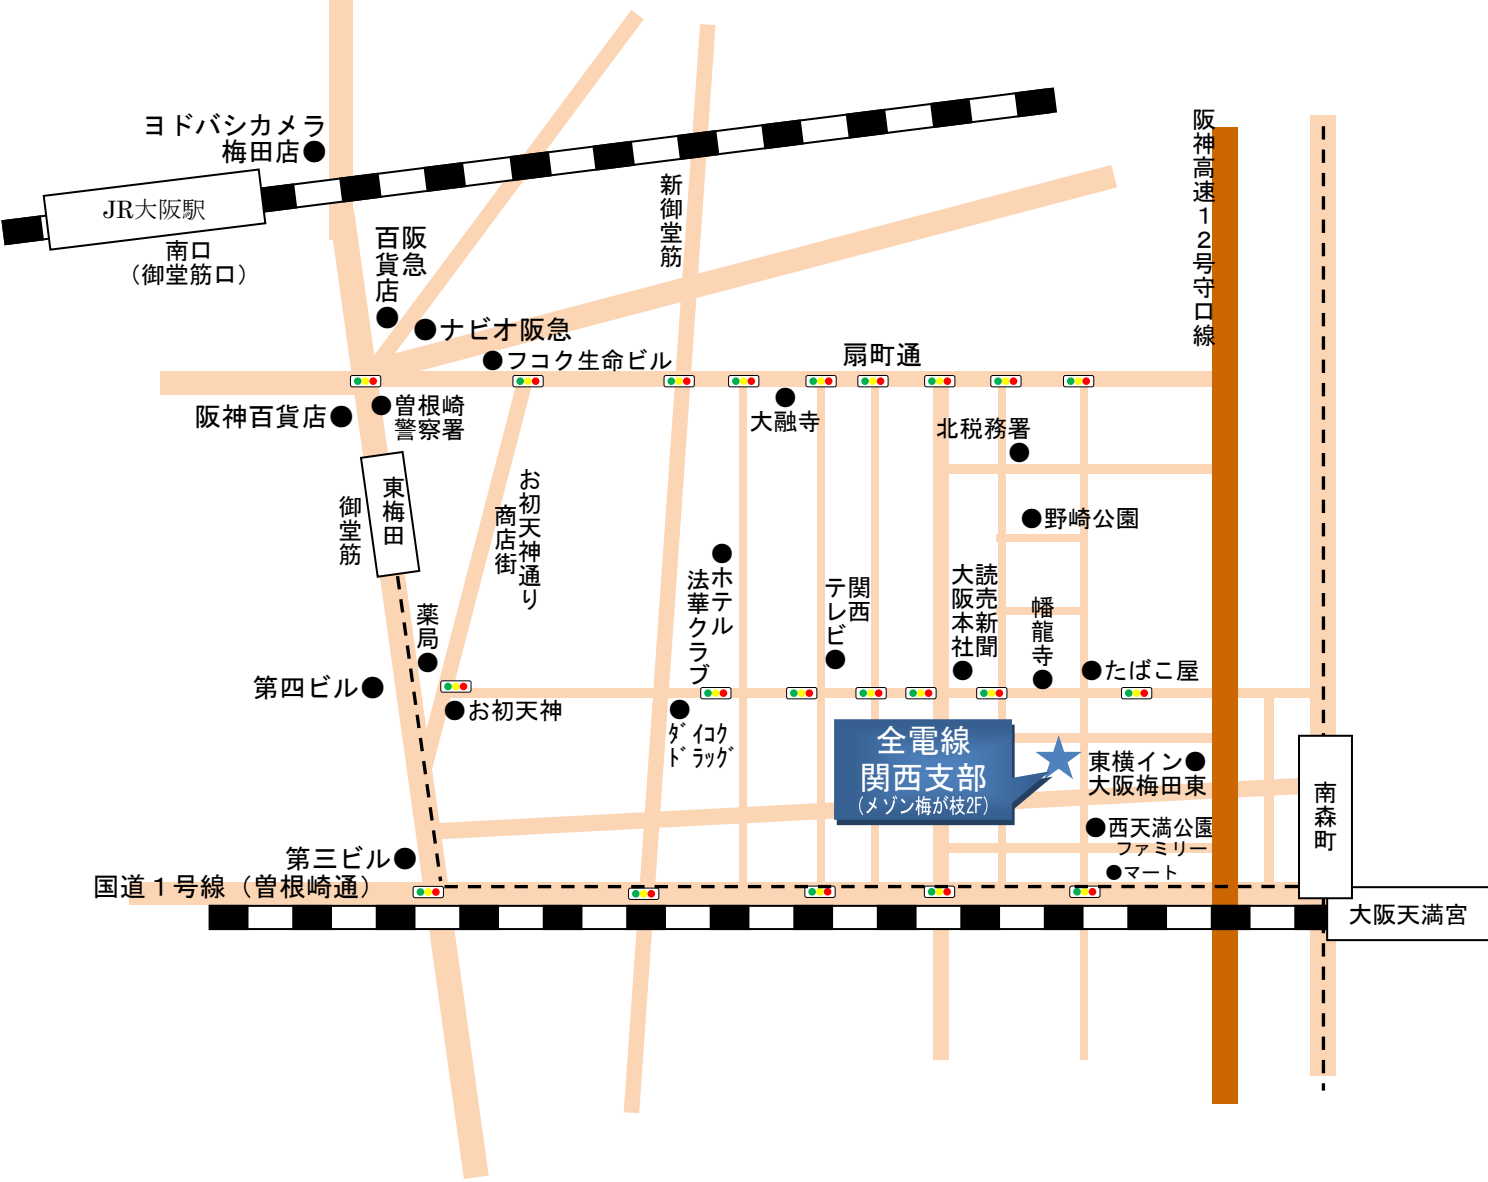 ヨドバシカメラ
梅田店
JR大阪駅
南口
（御堂筋口）
阪急
百貨店
ナビオ阪急
フコク生命ビル
新御堂筋
扇町通
阪神高速１２号守口線
阪神百貨店
曽根崎
警察署
大融寺
北税務署
東梅田
御堂筋
お初天神通り
商店街
野崎公園
ホテル
法華クラブ
関西
テレビ
読売新聞
大阪本社
幡龍寺
たばこ屋
薬局
第四ビル
お初天神
ダイコク
ドラッグ
全電線
関西支部
（メゾン梅が枝2F）
東横イン
大阪梅田東
南森町
西天満公園
ファミリー
マート
第三ビル
国道１号線（曽根崎通）
大阪天満宮